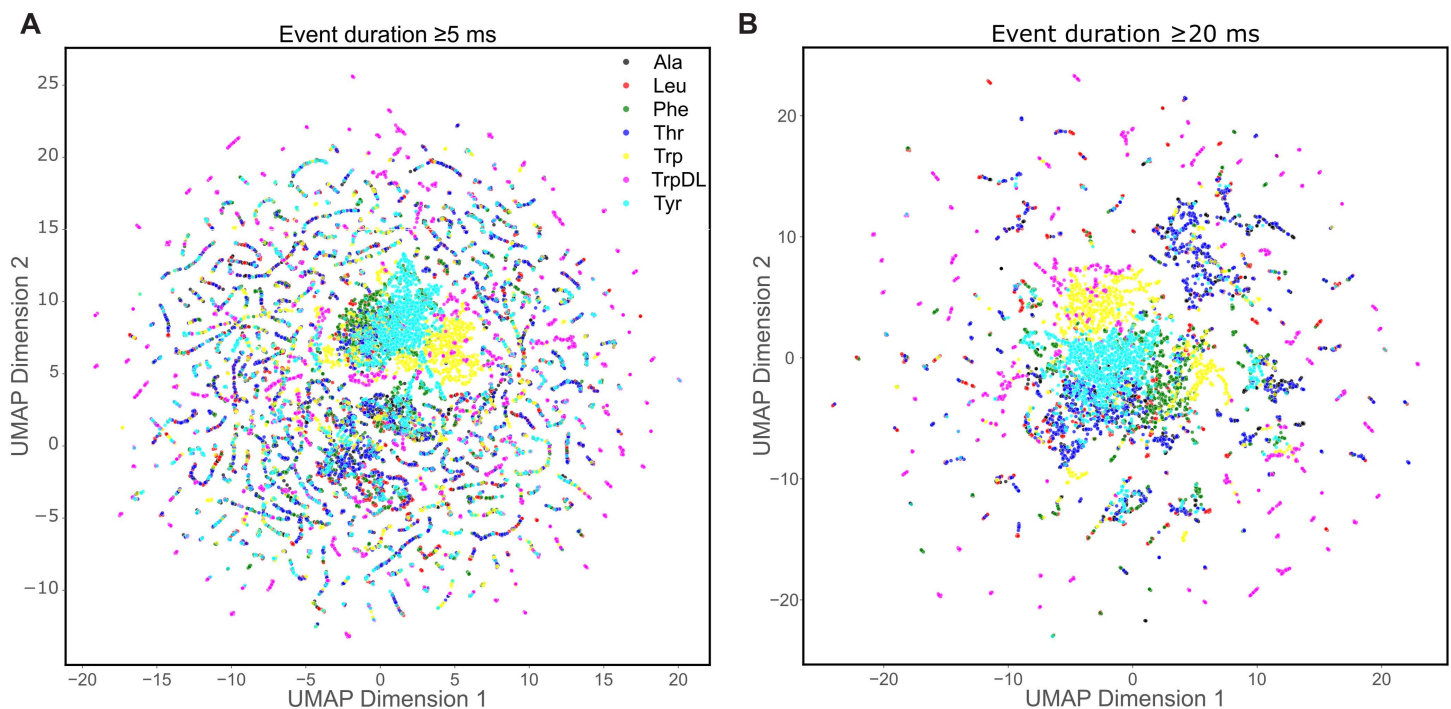 A
Event duration ≥5 ms
Ala
Leu
Phe
Thr
Trp
TrpDL
Tyr
25
20
15
10
5
0
−5
−10
UMAP Dimension 2
−20 −15 −10 −5 0 5 10 15 20
UMAP Dimension 1
B
Event duration ≥20 ms
20
10
0
−10
−20
UMAP Dimension 2
−20 −10 0 10 20
UMAP Dimension 1